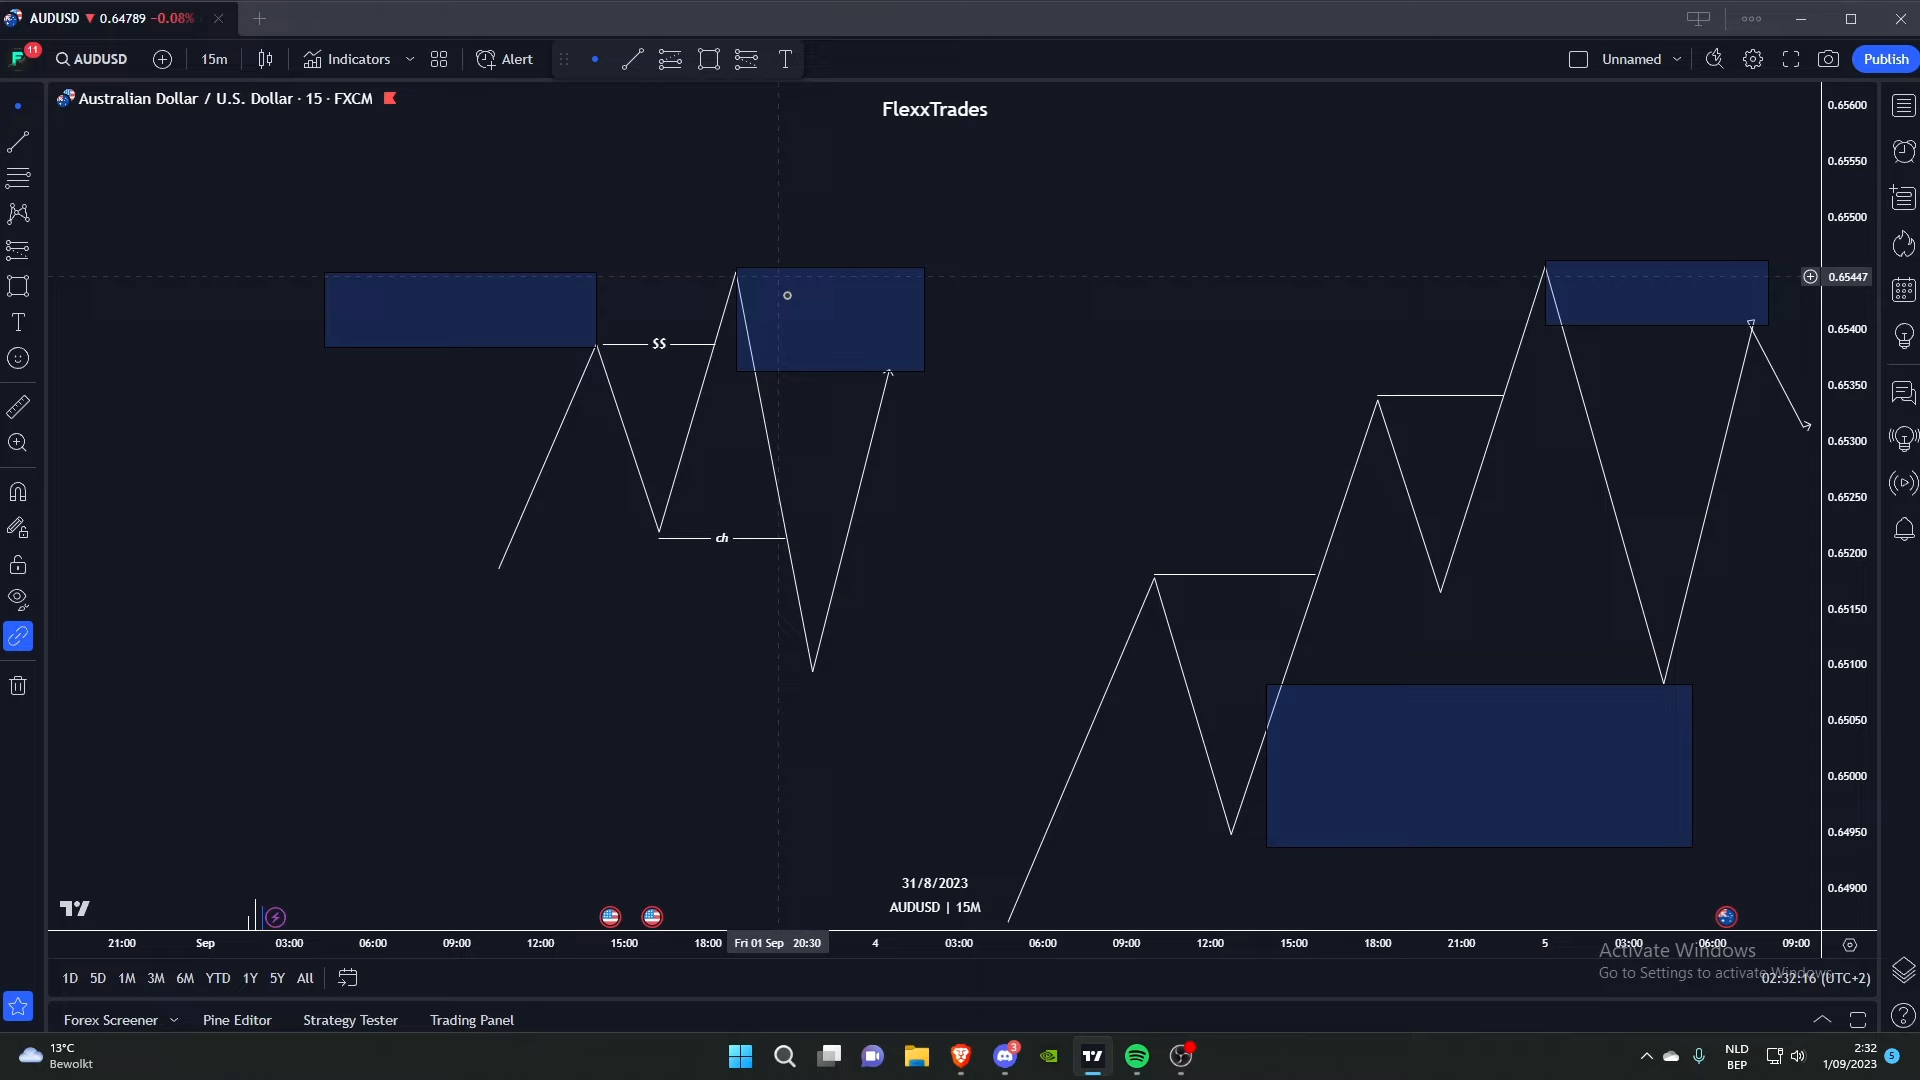 AUDUSD ▼ 0.64789 −0.08%
11
AUDUSD
15m
Indicators
Alert
T
Unnamed
Publish
Australian Dollar / U.S. Dollar · 15 · FXCM
FlexxTrades
0.65600
0.65550
0.65500
0.65447
0.65400
0.65350
0.65300
0.65250
0.65200
0.65150
0.65100
0.65050
0.65000
0.64950
0.64900
$$
ch
31/8/2023
AUDUSD | 15M
21:00 Sep 03:00 06:00 09:00 12:00 15:00 18:00 Fri 01 Sep 20:30 4 03:00 06:00 09:00 12:00 15:00 18:00 21:00 5 03:00 06:00 09:00
Activate Windows
Go to Settings to activate Windows.
1D 5D 1M 3M 6M YTD 1Y 5Y All
02:32:16 (UTC+2)
Forex Screener Pine Editor Strategy Tester Trading Panel
13°C
Bewolkt
3
NLD
BEP
2:32
1/09/2023
5